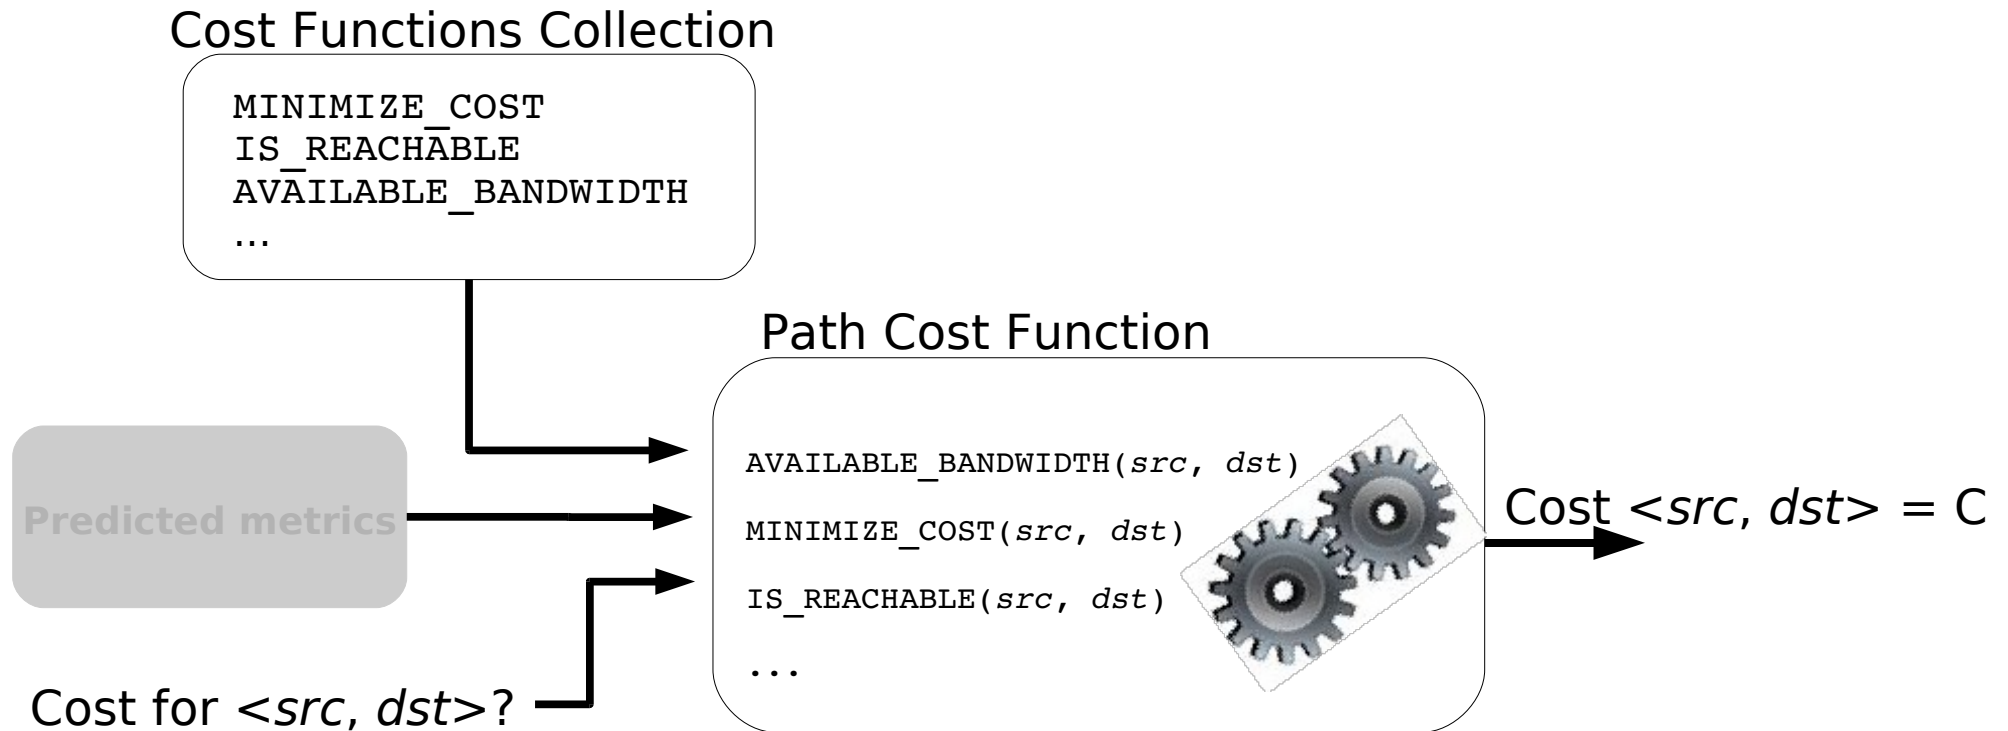 Cost Functions Collection
MINIMIZE_COST
IS_REACHABLE
AVAILABLE_BANDWIDTH
...
Path Cost Function
AVAILABLE_BANDWIDTH(src, dst)
MINIMIZE_COST(src, dst)
IS_REACHABLE(src, dst)
...
Predicted metrics
Cost for <src, dst>?
Cost <src, dst> = C